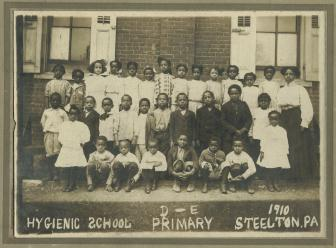 D - E 1910
HYGIENIC SCHOOL PRIMARY STEELTON.PA